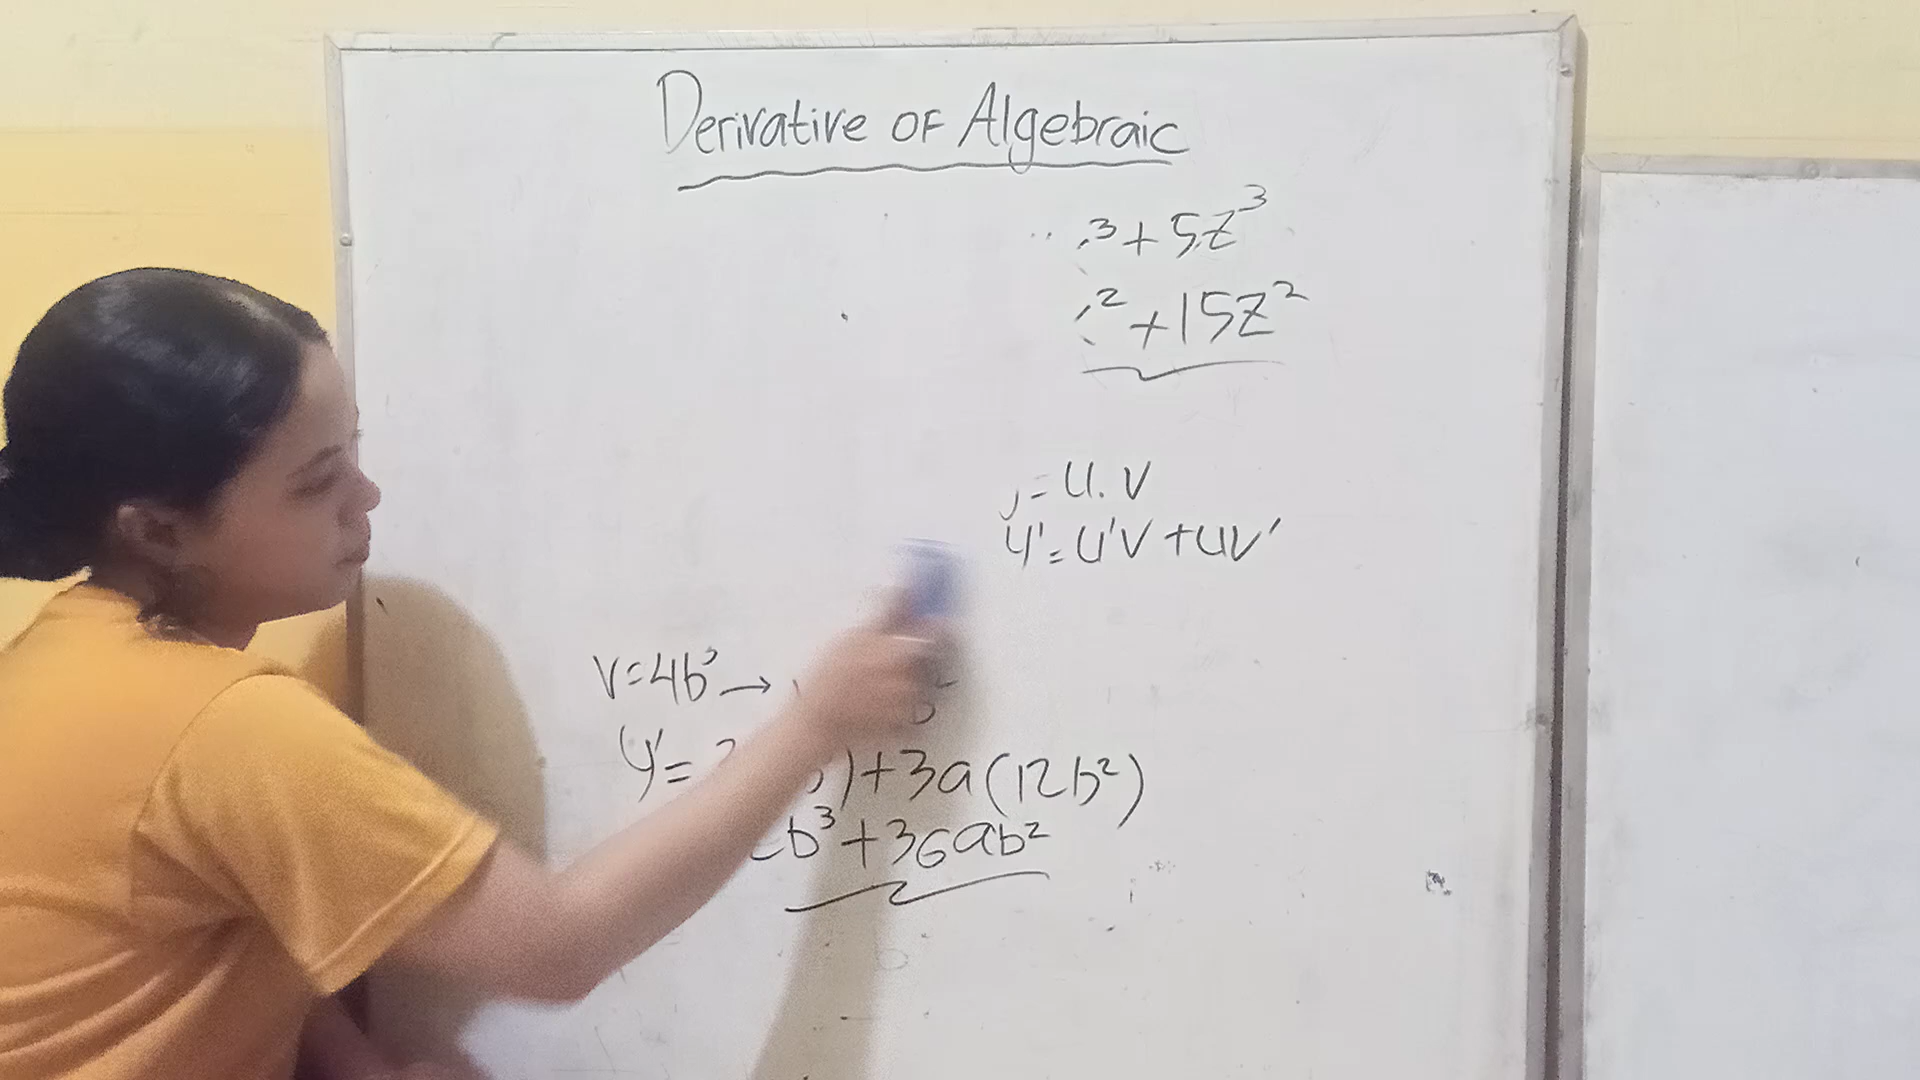 Derivative OF Algebraic
³ + 5z³
² + 15z²
= u . v
y' = u'v + uv'
v = 4b³ →
y' = ) + 3a (12b²)
b³ + 36ab²